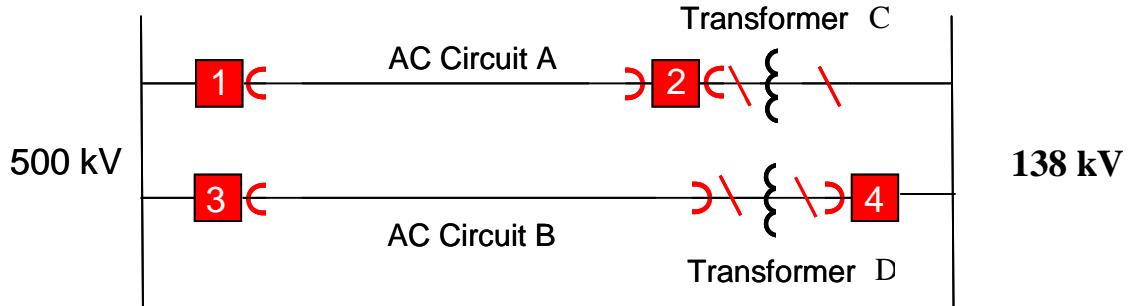 Transformer C
AC Circuit A
1
2
500 kV
138 kV
3
4
AC Circuit B
Transformer D